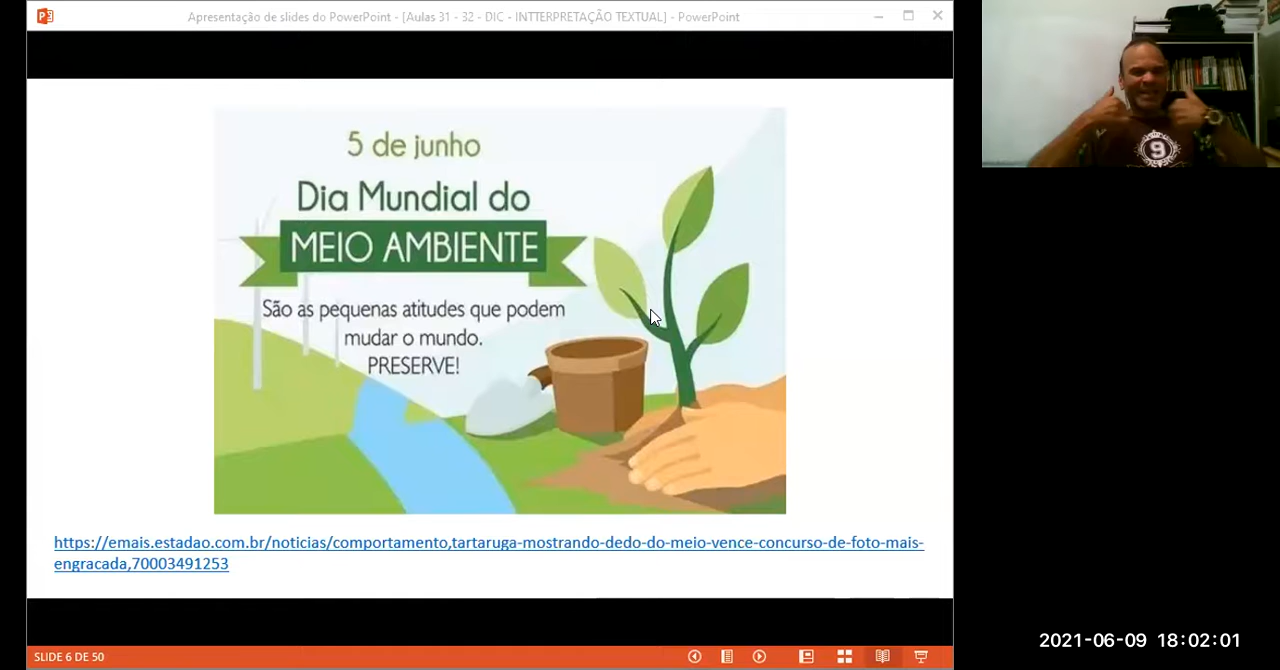 Apresentação de slides do PowerPoint - [Aulas 31 - 32 - DIC - INTTERPRETAÇÃO TEXTUAL] - PowerPoint
5 de junho
Dia Mundial do
MEIO AMBIENTE
São as pequenas atitudes que podem
mudar o mundo.
PRESERVE!
https://emais.estadao.com.br/noticias/comportamento,tartaruga-mostrando-dedo-do-meio-vence-concurso-de-foto-mais-
engracada,70003491253
9
2021-06-09 18:02:01
SLIDE 6 DE 50